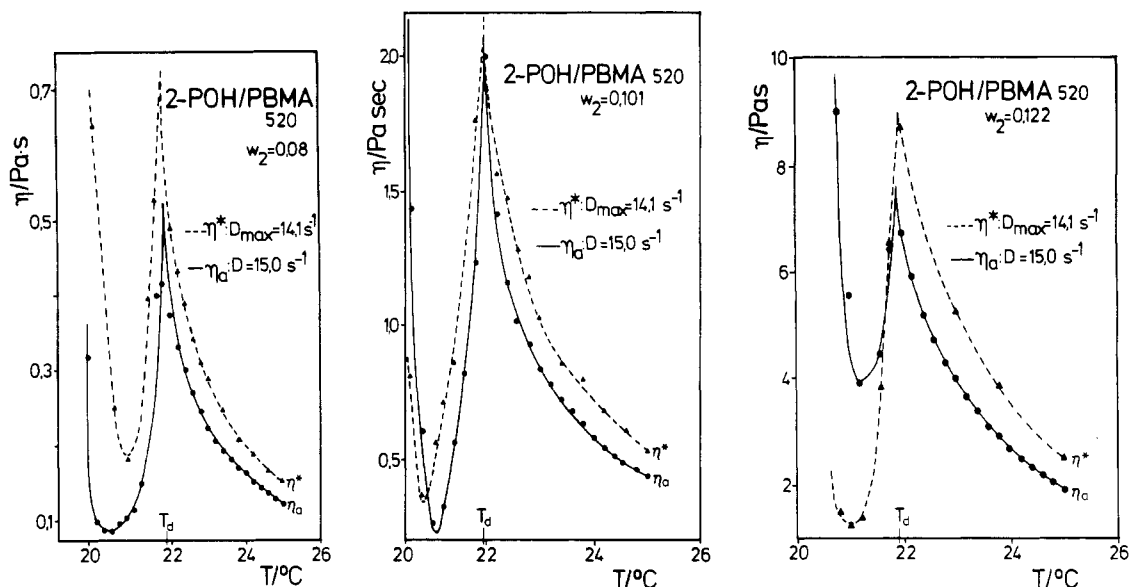 0,7
0,5
0,3
0,1
η/Pa·s
2-POH/PBMA
520
w₂=0,08
η*:Dmax=14,1 s⁻¹
ηa:D=15,0 s⁻¹
η*
ηa
Td
20 22 24 26
T/°C
2,0
1,5
1,0
0,5
η/Pa sec
2-POH/PBMA 520
w₂=0,101
η*:Dmax=14,1 s⁻¹
ηa:D=15,0 s⁻¹
η*
ηa
Td
20 22 24 26
T/°C
10
8
6
4
2
η/Pas
2-POH/PBMA 520
w₂=0,122
η*:Dmax=14,1 s⁻¹
ηa:D=15,0 s⁻¹
η*
ηa
Td
20 22 24 26
T/°C